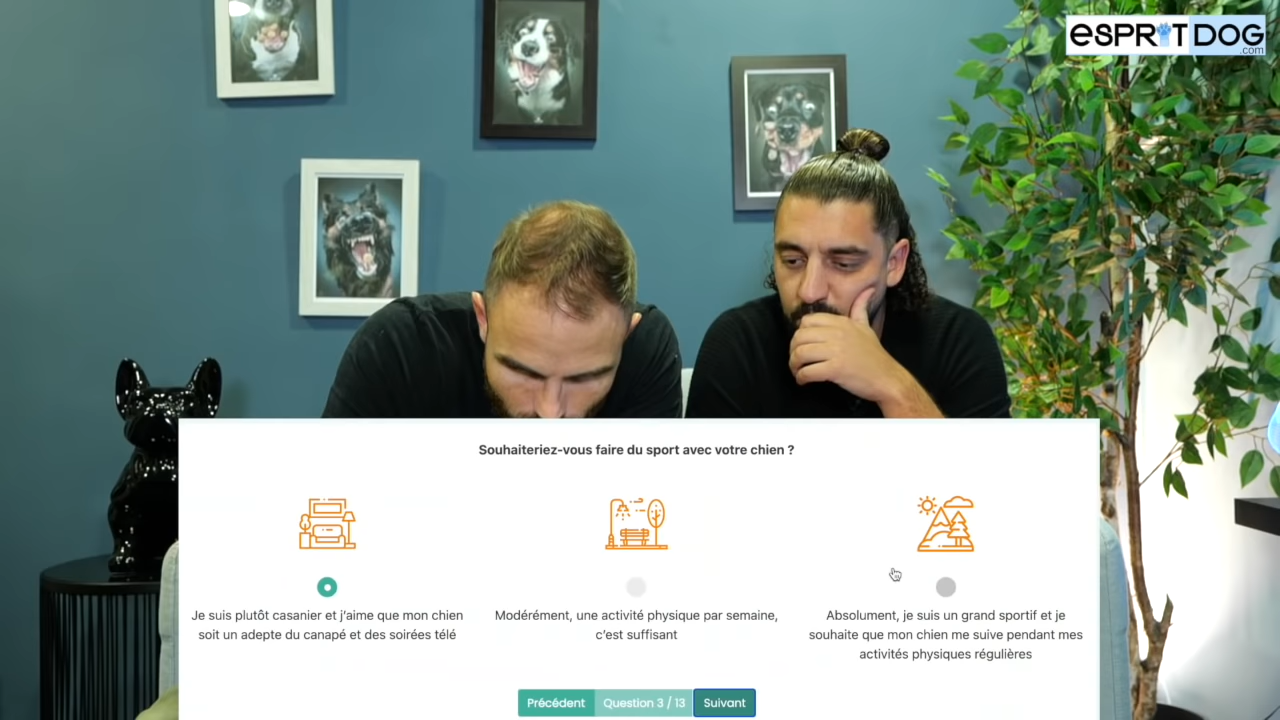 ESPRITDOG
.com
Souhaiteriez-vous faire du sport avec votre chien ?
Je suis plutôt casanier et j’aime que mon chien
soit un adepte du canapé et des soirées télé
Modérément, une activité physique par semaine,
c’est suffisant
Absolument, je suis un grand sportif et je
souhaite que mon chien me suive pendant mes
activités physiques régulières
Précédent Question 3 / 13 Suivant